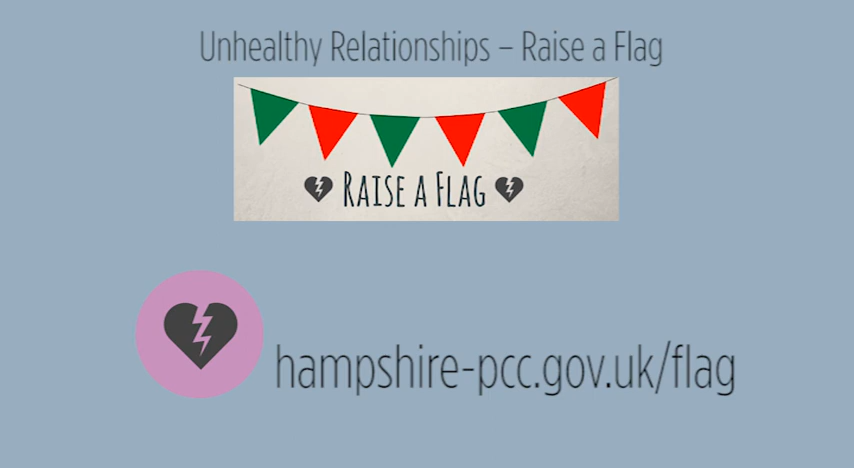 Unhealthy Relationships – Raise a Flag
RAISE A FLAG
hampshire-pcc.gov.uk/flag